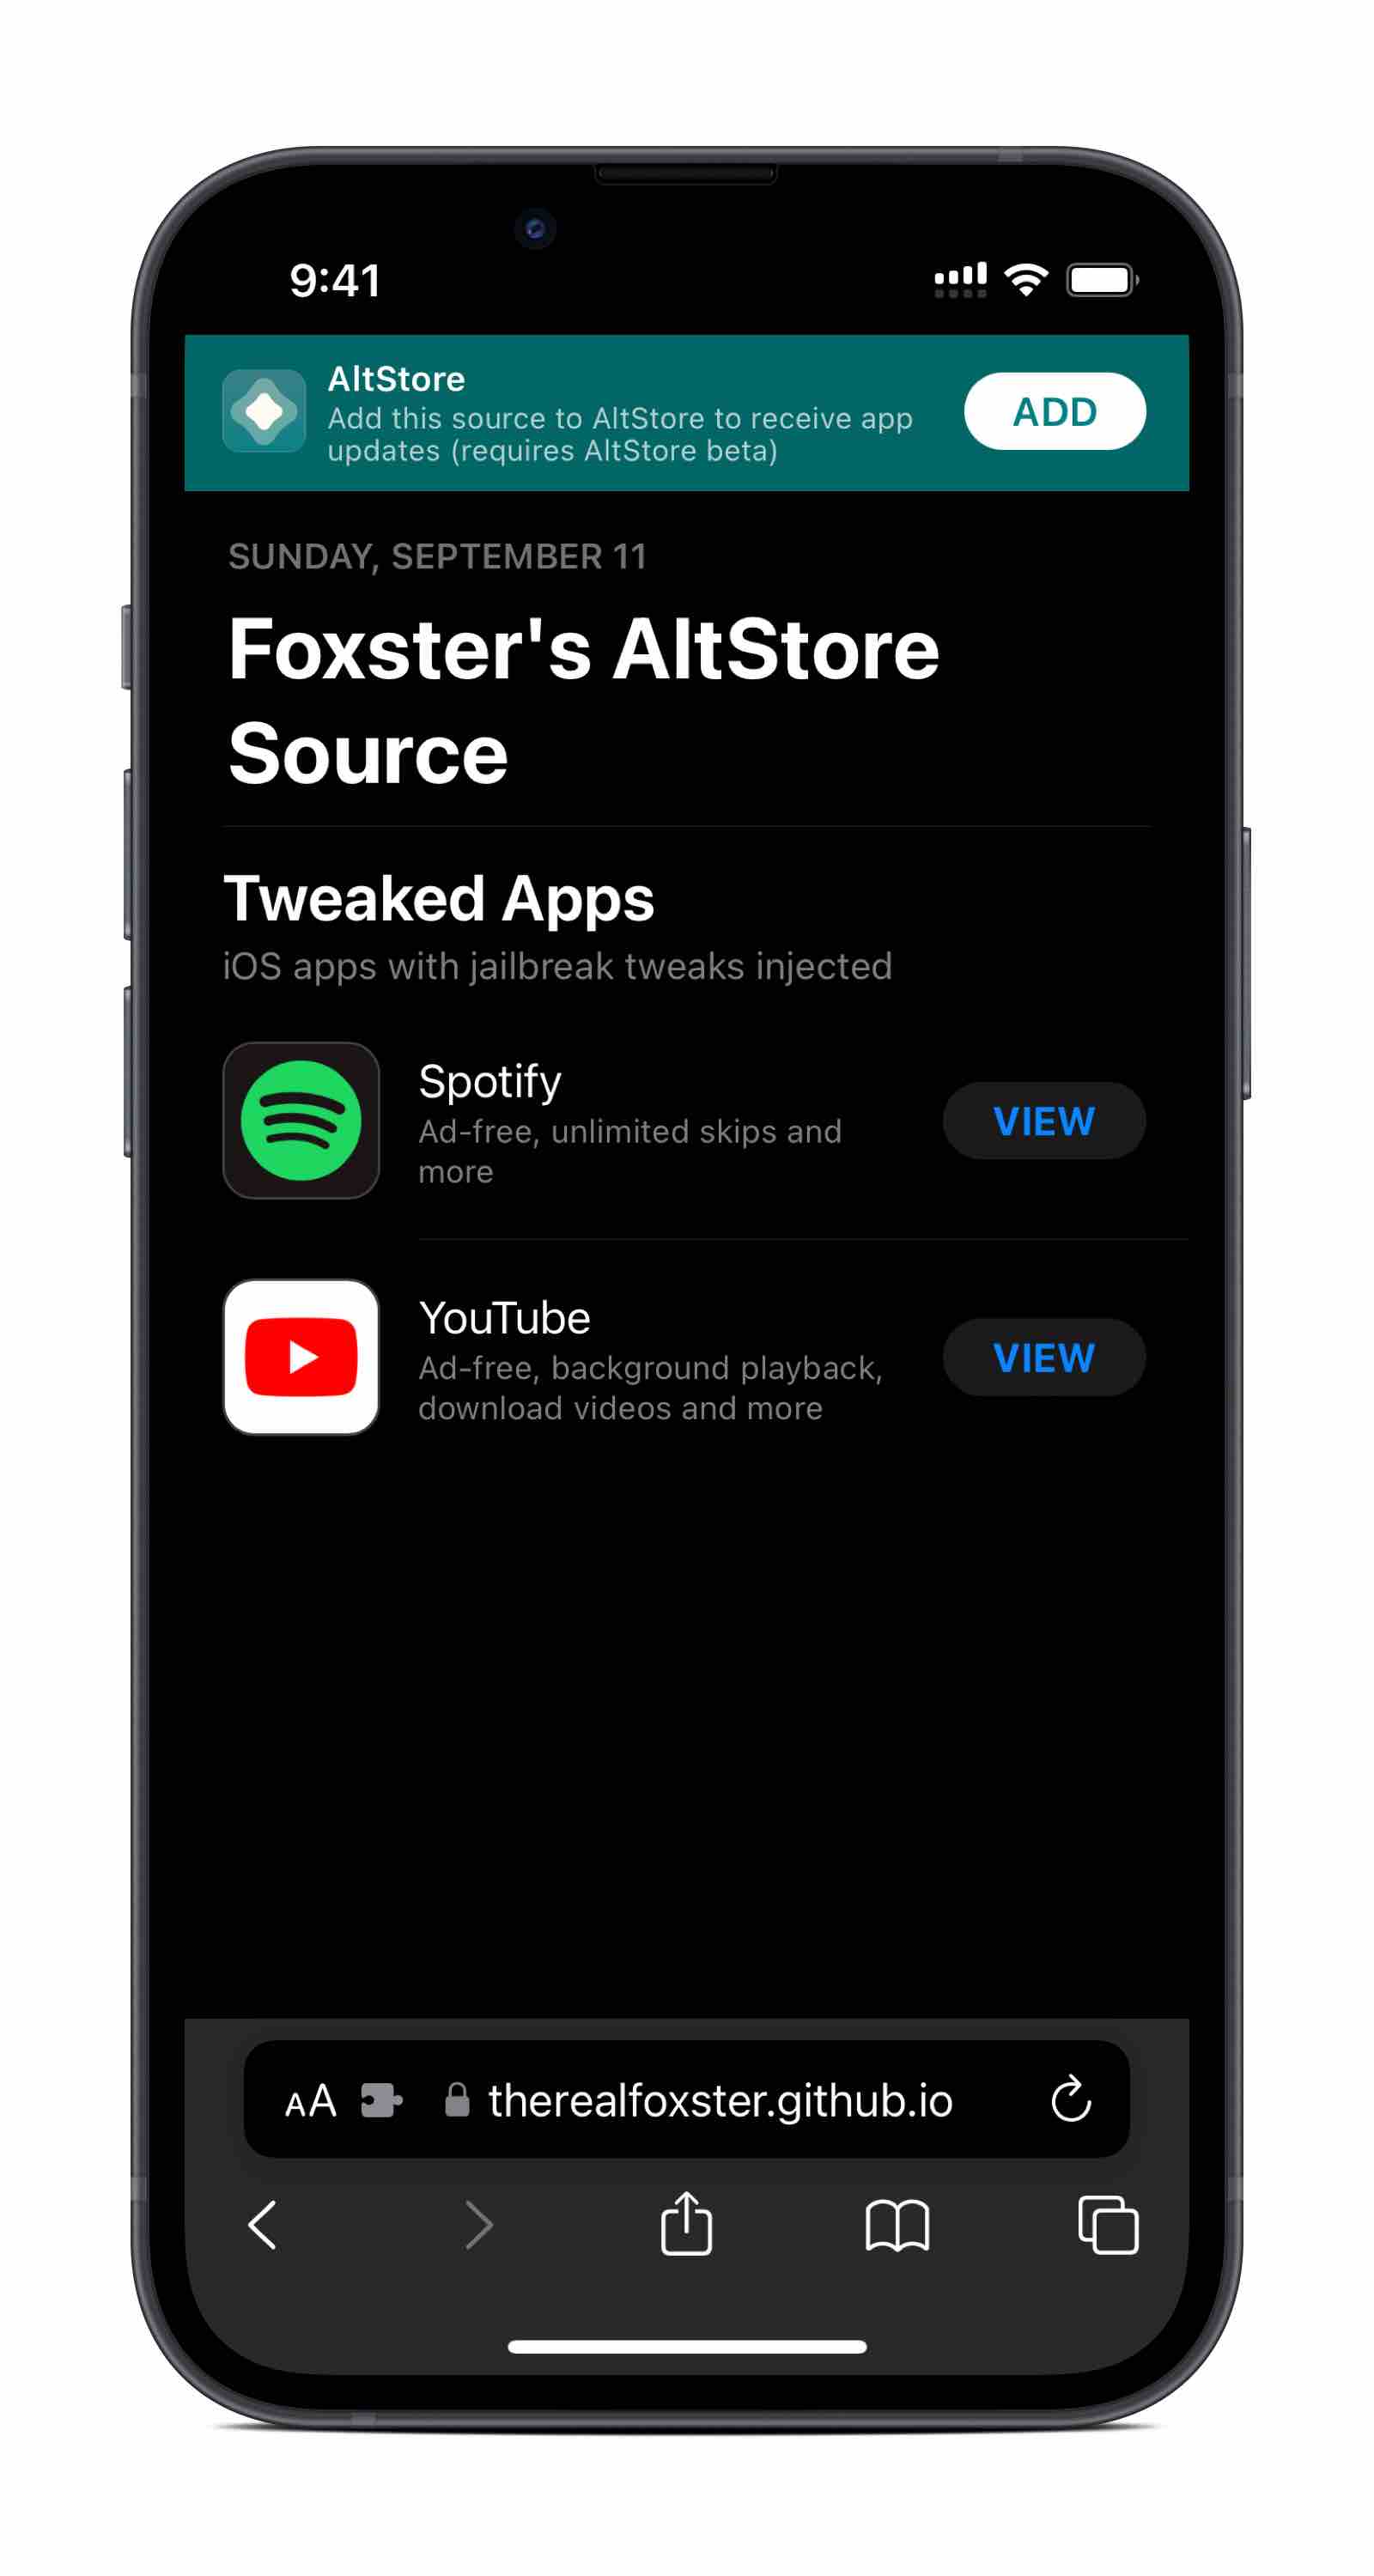 9:41
AltStore
Add this source to AltStore to receive app
updates (requires AltStore beta)
ADD
SUNDAY, SEPTEMBER 11
Foxster's AltStore
Source
Tweaked Apps
iOS apps with jailbreak tweaks injected
Spotify
Ad-free, unlimited skips and
more
VIEW
YouTube
Ad-free, background playback,
download videos and more
VIEW
AA therealfoxster.github.io